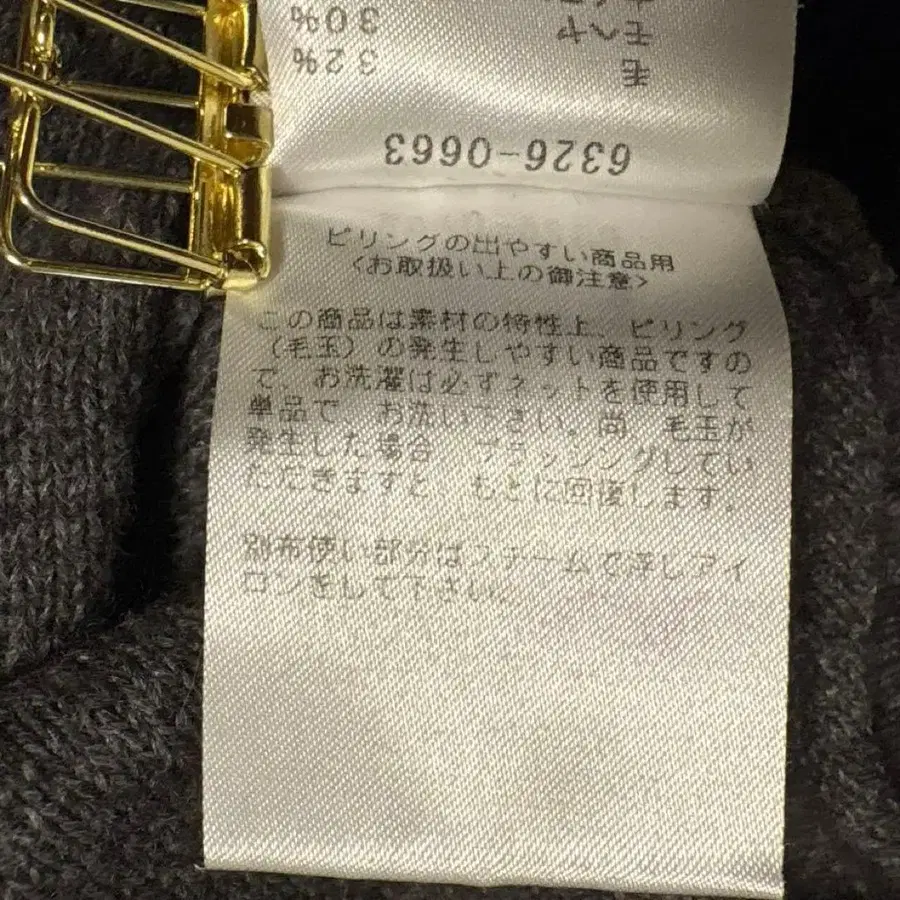 毛 32%
モヘヤ 30%
6326-0663
ピリングの出やすい商品用
<お取扱い上の御注意>
この商品は素材の特性上、ピリング
(毛玉)の発生しやすい商品ですの
で、お洗濯は必ずネットを使用して
単品で、お洗い下さい。尚、毛玉が
発生した場合 ブラッシングしてい
ただきますと、もとに回復します。
別布使い部分はスチームで浮しアイ
ロンをして下さい。